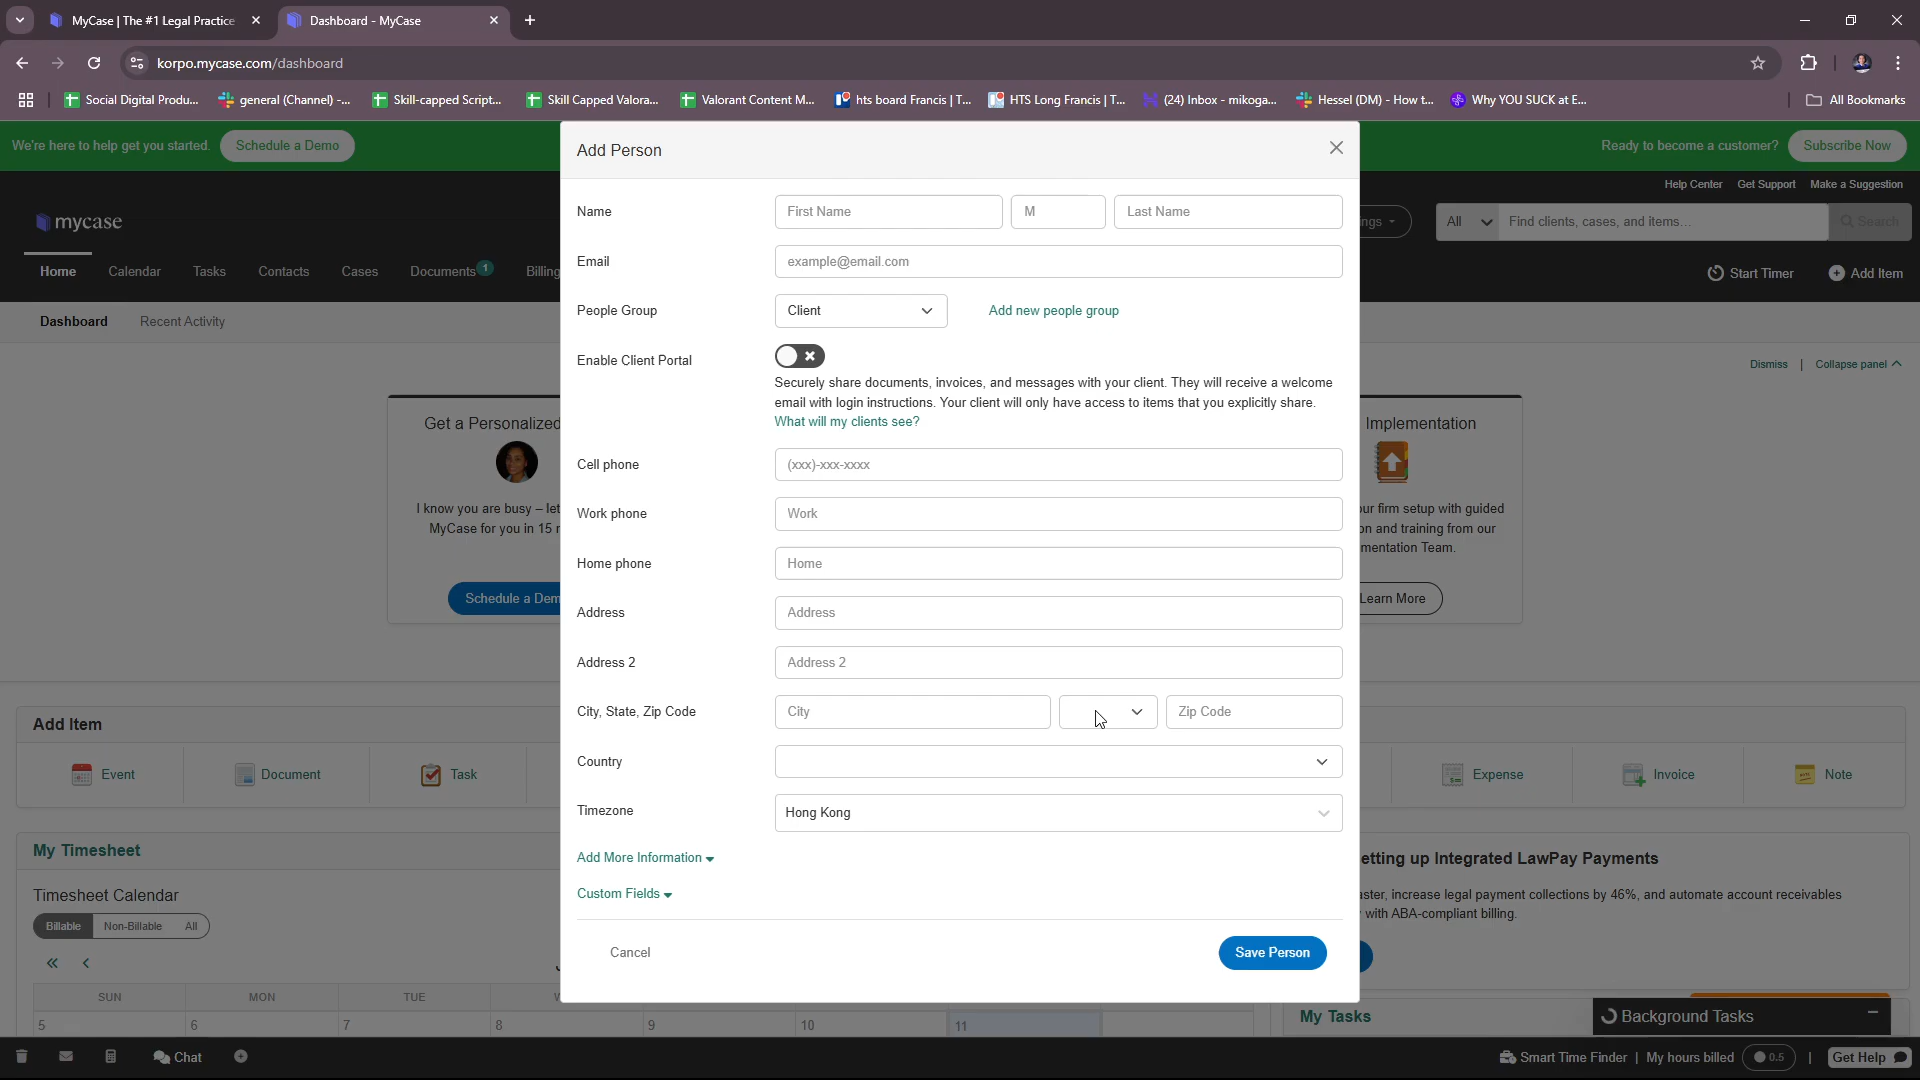 MyCase | The #1 Legal Practice
Dashboard - MyCase
korpo.mycase.com/dashboard
Social Digital Produ...
general (Channel) -...
Skill-capped Script...
Skill Capped Valora...
Valorant Content M...
hts board Francis | T...
HTS Long Francis | T...
(24) Inbox - mikoga...
Hessel (DM) - How t...
Why YOU SUCK at E...
All Bookmarks
We're here to help get you started.
Schedule a Demo
Ready to become a customer?
Subscribe Now
Help Center
Get Support
Make a Suggestion
mycase
ngs
All
Find clients, cases, and items...
Search
Home
Calendar
Tasks
Contacts
Cases
Documents
1
Billing
Start Timer
Add Item
Dashboard
Recent Activity
Dismiss
|
Collapse panel
Get a Personalized
I know you are busy – let
MyCase for you in 15 m
Schedule a Dem
Implementation
ur firm setup with guided
on and training from our
mentation Team.
Learn More
Add Person
Name
First Name
M
Last Name
Email
example@email.com
People Group
Client
Add new people group
Enable Client Portal
Securely share documents, invoices, and messages with your client. They will receive a welcome
email with login instructions. Your client will only have access to items that you explicitly share.
What will my clients see?
Cell phone
(xxx)-xxx-xxxx
Work phone
Work
Home phone
Home
Address
Address
Address 2
Address 2
City, State, Zip Code
City
Zip Code
Country
Timezone
Hong Kong
Add More Information
Custom Fields
Cancel
Save Person
Add Item
Event
Document
Task
Expense
Invoice
Note
My Timesheet
Timesheet Calendar
Billable
Non-Billable
All
SUN
MON
TUE
5
6
7
8
9
10
11
etting up Integrated LawPay Payments
aster, increase legal payment collections by 46%, and automate account receivables
with ABA-compliant billing.
My Tasks
Background Tasks
Chat
Smart Time Finder | My hours billed
0.5
|
Get Help